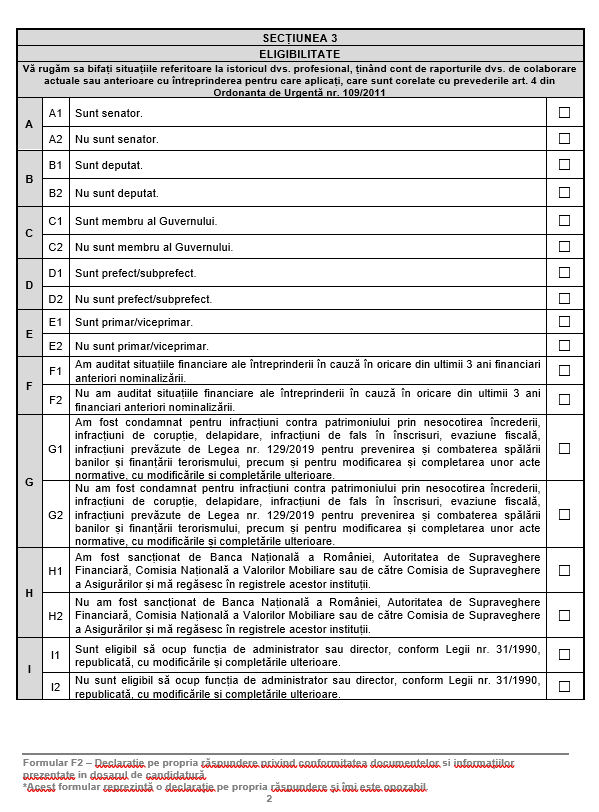 SECȚIUNEA 3
ELIGIBILITATE
Vă rugăm sa bifați situațiile referitoare la istoricul dvs. profesional, ținând cont de raporturile dvs. de colaborare
actuale sau anterioare cu întreprinderea pentru care aplicați, care sunt corelate cu prevederile art. 4 din
Ordonanta de Urgentă nr. 109/2011
A
A1 Sunt senator. ☐
A2 Nu sunt senator. ☐
B
B1 Sunt deputat. ☐
B2 Nu sunt deputat. ☐
C
C1 Sunt membru al Guvernului. ☐
C2 Nu sunt membru al Guvernului. ☐
D
D1 Sunt prefect/subprefect. ☐
D2 Nu sunt prefect/subprefect. ☐
E
E1 Sunt primar/viceprimar. ☐
E2 Nu sunt primar/viceprimar. ☐
F
F1 Am auditat situațiile financiare ale întreprinderii în cauză în oricare din ultimii 3 ani financiari
anteriori nominalizării. ☐
F2 Nu am auditat situațiile financiare ale întreprinderii în cauză în oricare din ultimii 3 ani
financiari anteriori nominalizării. ☐
G
G1 Am fost condamnat pentru infracțiuni contra patrimoniului prin nesocotirea încrederii,
infracțiuni de corupție, delapidare, infracțiuni de fals în înscrisuri, evaziune fiscală,
infracțiuni prevăzute de Legea nr. 129/2019 pentru prevenirea și combaterea spălării
banilor și finanțării terorismului, precum și pentru modificarea și completarea unor acte
normative, cu modificările și completările ulterioare. ☐
G2 Nu am fost condamnat pentru infracțiuni contra patrimoniului prin nesocotirea încrederii,
infracțiuni de corupție, delapidare, infracțiuni de fals în înscrisuri, evaziune fiscală,
infracțiuni prevăzute de Legea nr. 129/2019 pentru prevenirea și combaterea spălării
banilor și finanțării terorismului, precum și pentru modificarea și completarea unor acte
normative, cu modificările și completările ulterioare. ☐
H
H1 Am fost sancționat de Banca Națională a României, Autoritatea de Supraveghere
Financiară, Comisia Națională a Valorilor Mobiliare sau de către Comisia de Supraveghere
a Asigurărilor și mă regăsesc în registrele acestor instituții. ☐
H2 Nu am fost sancționat de Banca Națională a României, Autoritatea de Supraveghere
Financiară, Comisia Națională a Valorilor Mobiliare sau de către Comisia de Supraveghere
a Asigurărilor și mă regăsesc în registrele acestor instituții. ☐
I
I1 Sunt eligibil să ocup funcția de administrator sau director, conform Legii nr. 31/1990,
republicată, cu modificările și completările ulterioare. ☐
I2 Nu sunt eligibil să ocup funcția de administrator sau director, conform Legii nr. 31/1990,
republicată, cu modificările si completările ulterioare. ☐
Formular F2 – Declarație pe propria răspundere privind conformitatea documentelor si informațiilor
prezentate in dosarul de candidatură.
*Acest formular reprezintă o declarație pe propria răspundere și îmi este opozabil.
2